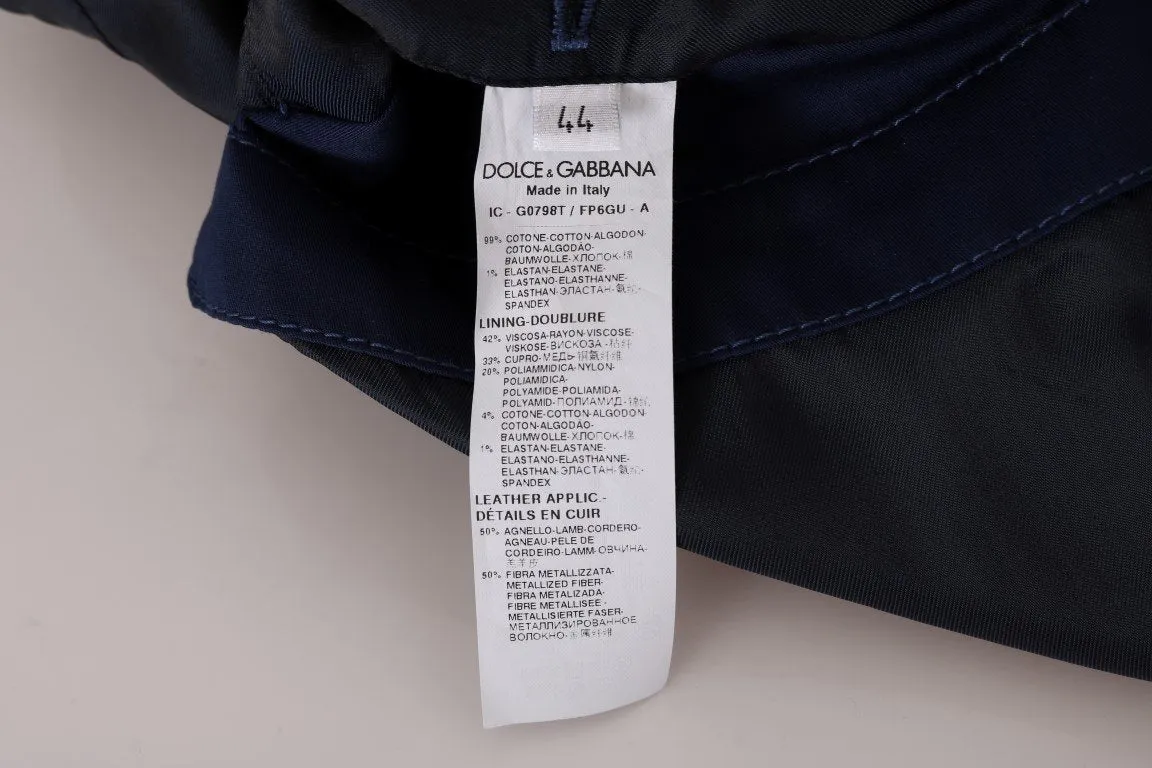 44
DOLCE & GABBANA
Made in Italy
IC - G0798T / FP6GU - A
99% COTONE-COTTON-ALGODON-
COTON-ALGODÃO-
BAUMWOLLE-ХЛОПОК-棉
1% ELASTAN-ELASTANE-
ELASTANO-ELASTHANNE-
ELASTHAN-ЭЛАСТАН-氨纶-
SPANDEX
LINING-DOUBLURE
42% VISCOSA-RAYON-VISCOSE-
VISKOSE-ВИСКОЗА-粘纤
33% CUPRO-МЕДЬ-铜氨纤维
20% POLIAMMIDICA-NYLON-
POLIAMIDICA-
POLYAMIDE-POLIAMIDA-
POLYAMID-ПОЛИАМИД-锦纶
4% COTONE-COTTON-ALGODON-
COTON-ALGODÃO-
BAUMWOLLE-ХЛОПОК-棉
1% ELASTAN-ELASTANE-
ELASTANO-ELASTHANNE-
ELASTHAN-ЭЛАСТАН-氨纶-
SPANDEX
LEATHER APPLIC.-
DÉTAILS EN CUIR
50% AGNELLO-LAMB-CORDERO-
AGNEAU-PELE DE
CORDEIRO-LAMM-ОВЧИНА-
羊羔皮
50% FIBRA METALLIZZATA-
METALLIZED FIBER-
FIBRA METALIZADA-
FIBRE METALLISEE -
METALLISIERTE FASER-
МЕТАЛЛИЗИРОВАННОЕ
ВОЛОКНО-金属纤维